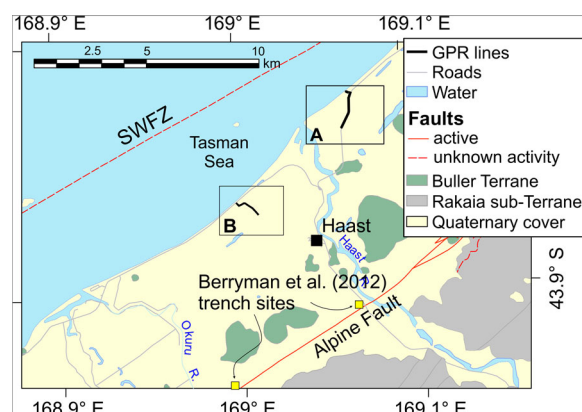 168.9° E
169° E
169.1° E
2.5
5
10
km
SWFZ
Tasman
Sea
A
B
Haast
Haast
Berryman et al. (2012)
trench sites
Alpine Fault
Okuru
R.
GPR lines
Roads
Water
Faults
active
unknown activity
Buller Terrane
Rakaia sub-Terrane
Quaternary cover
43.9° S
168.9° E
169° E
169.1° E